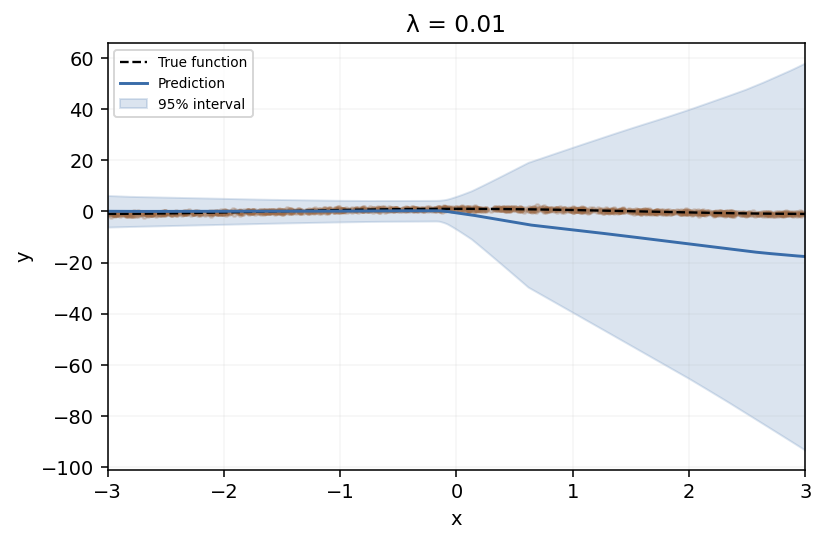 λ = 0.01
60
40
20
0
−20
−40
−60
−80
−100
y
True function
Prediction
95% interval
−3
−2
−1
0
1
2
3
x